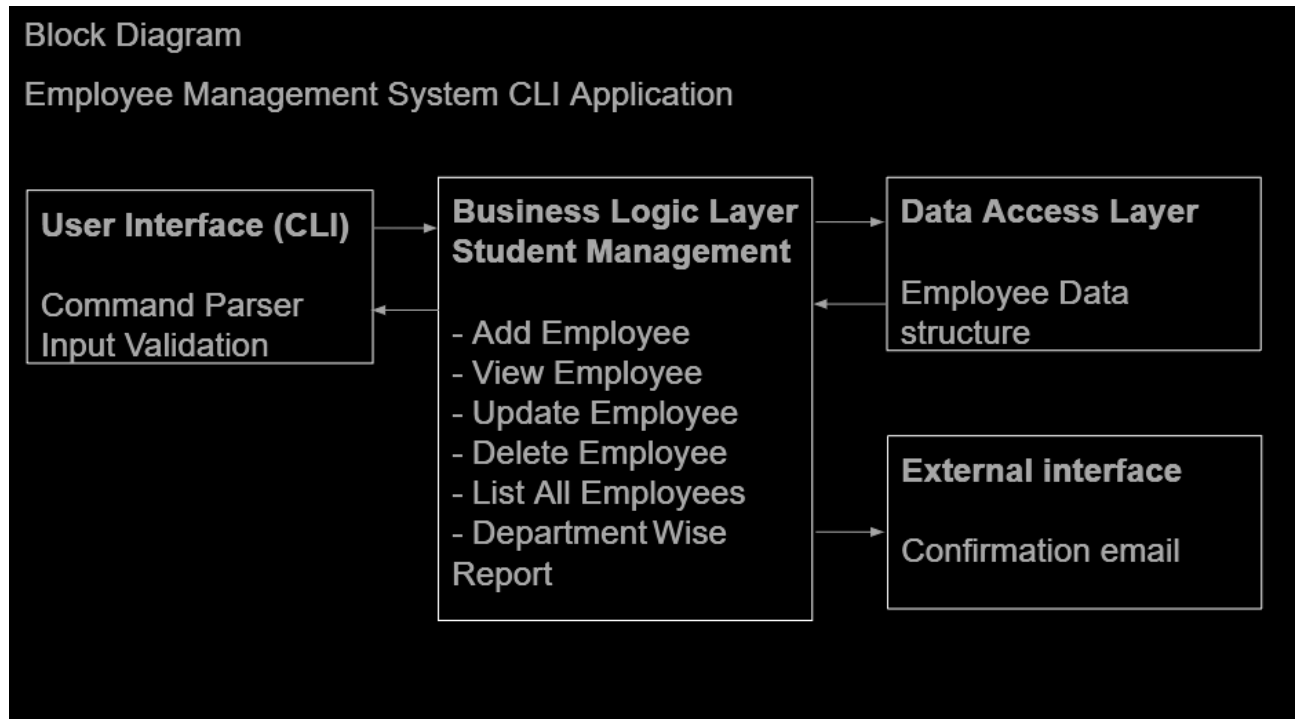 Block Diagram
Employee Management System CLI Application
User Interface (CLI)
Command Parser
Input Validation
Business Logic Layer
Student Management
- Add Employee
- View Employee
- Update Employee
- Delete Employee
- List All Employees
- Department Wise
Report
Data Access Layer
Employee Data
structure
External interface
Confirmation email